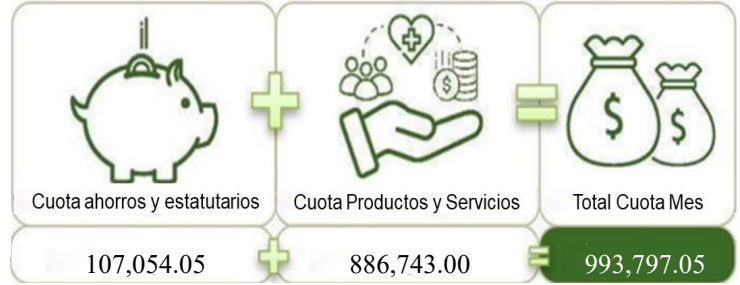 Cuota ahorros y estatutarios
Cuota Productos y Servicios
Total Cuota Mes
107,054.05
886,743.00
993,797.05